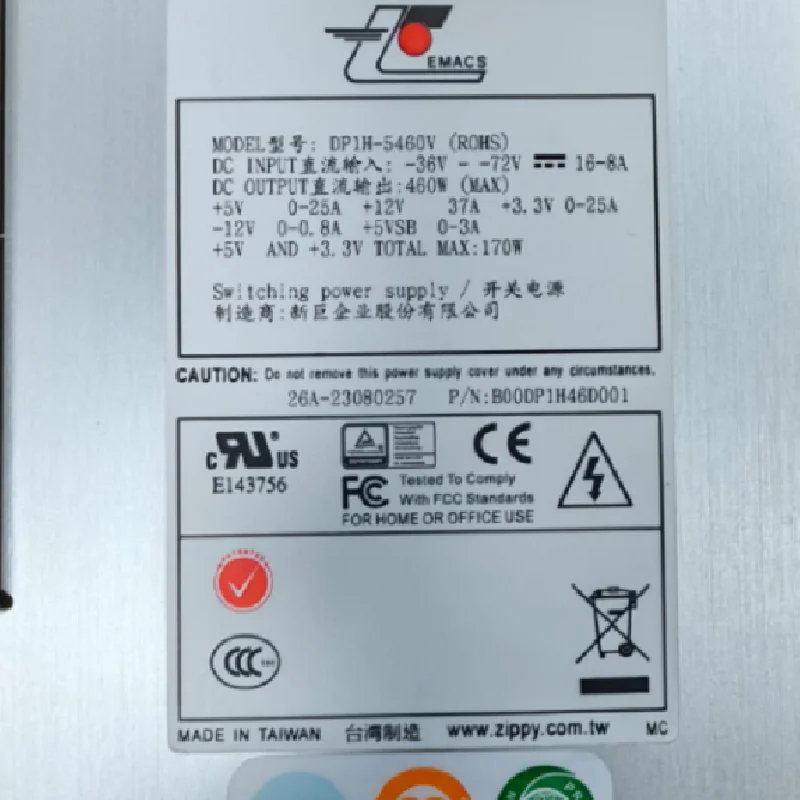 EMACS
MODEL型号: DP1H-5460V (ROHS)
DC INPUT直流输入: -36V - -72V 16-8A
DC OUTPUT直流输出:460W (MAX)
+5V 0-25A +12V 37A +3.3V 0-25A
-12V 0-0.8A +5VSB 0-3A
+5V AND +3.3V TOTAL MAX:170W
Switching power supply / 开关电源
制造商:新巨企业股份有限公司
CAUTION: Do not remove this power supply cover under any circumstances.
26A-23080257 P/N:B00DP1H46D001
c RU US
E143756
CE
FC Tested To Comply
With FCC Standards
FOR HOME OR OFFICE USE
CCC
MADE IN TAIWAN 台灣制造 www.zippy.com.tw MC